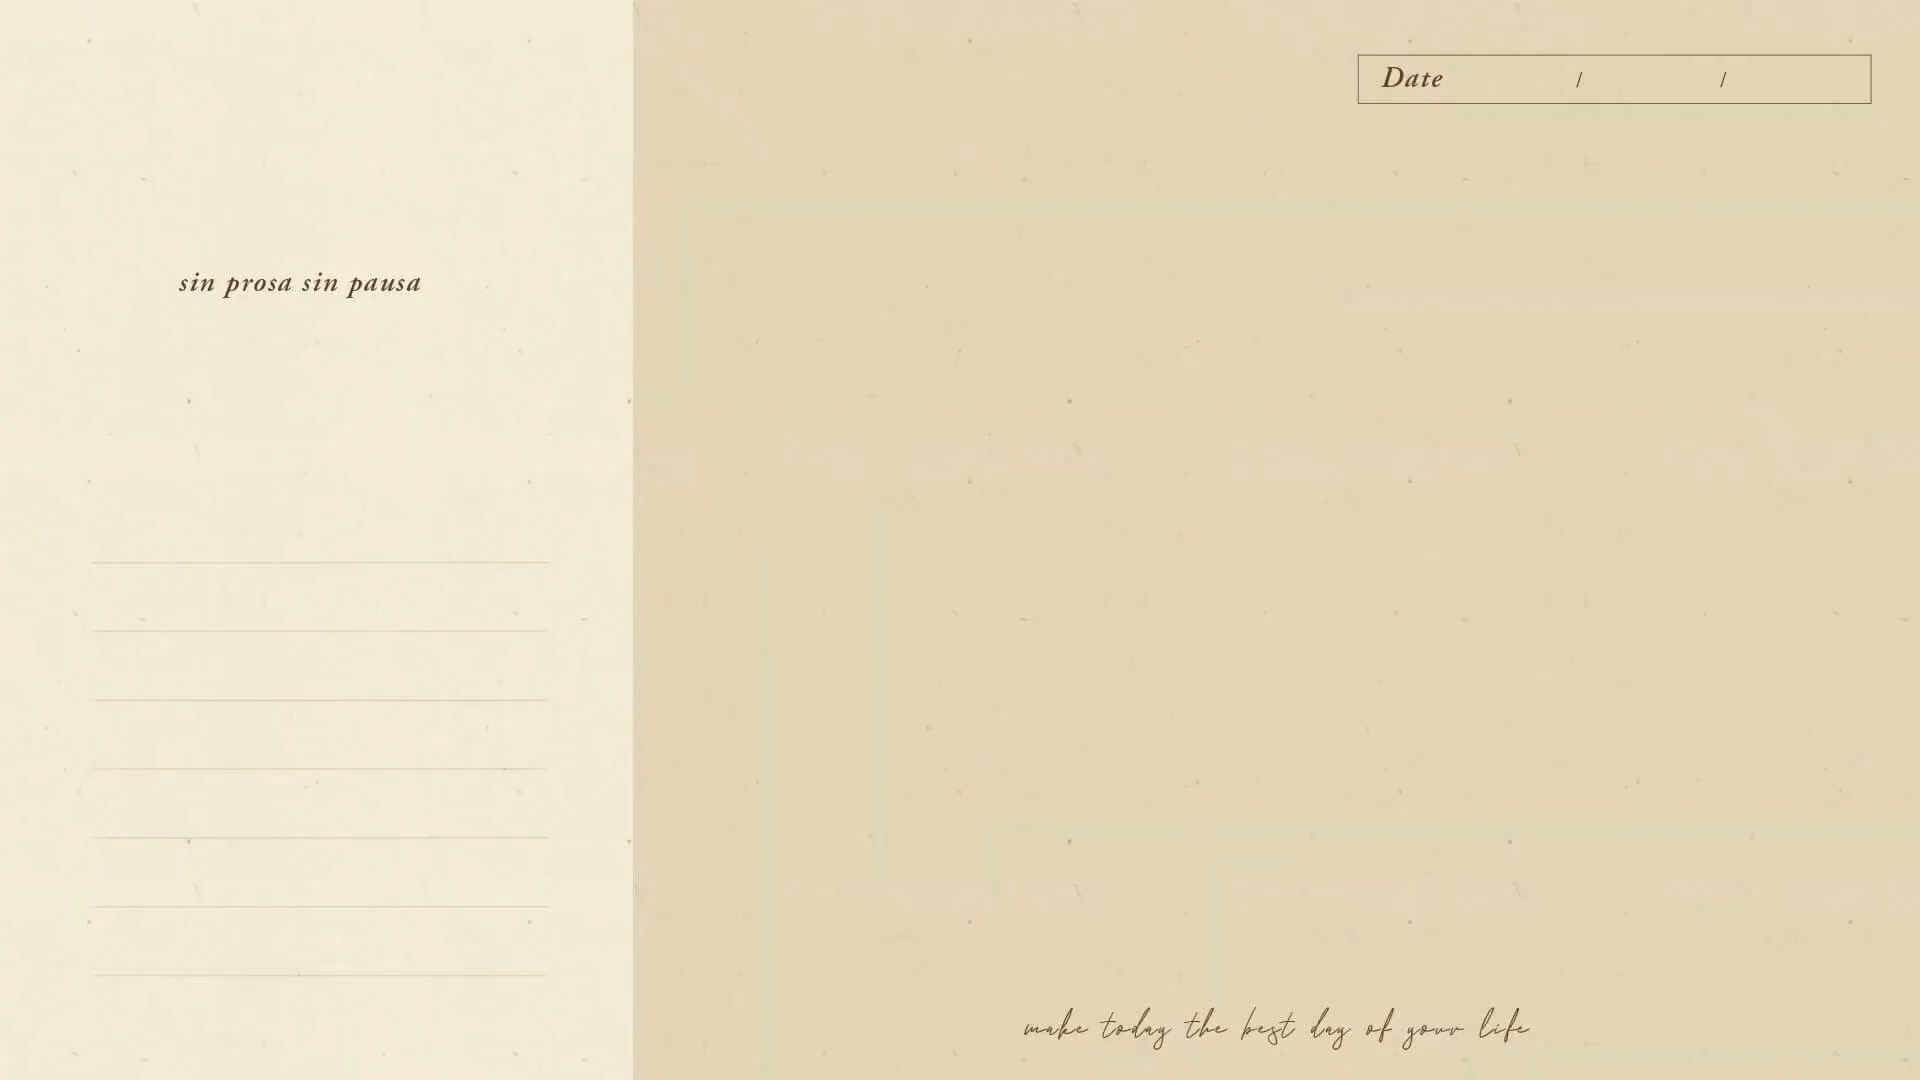 Date / /
sin prosa sin pausa
make today the best day of your life